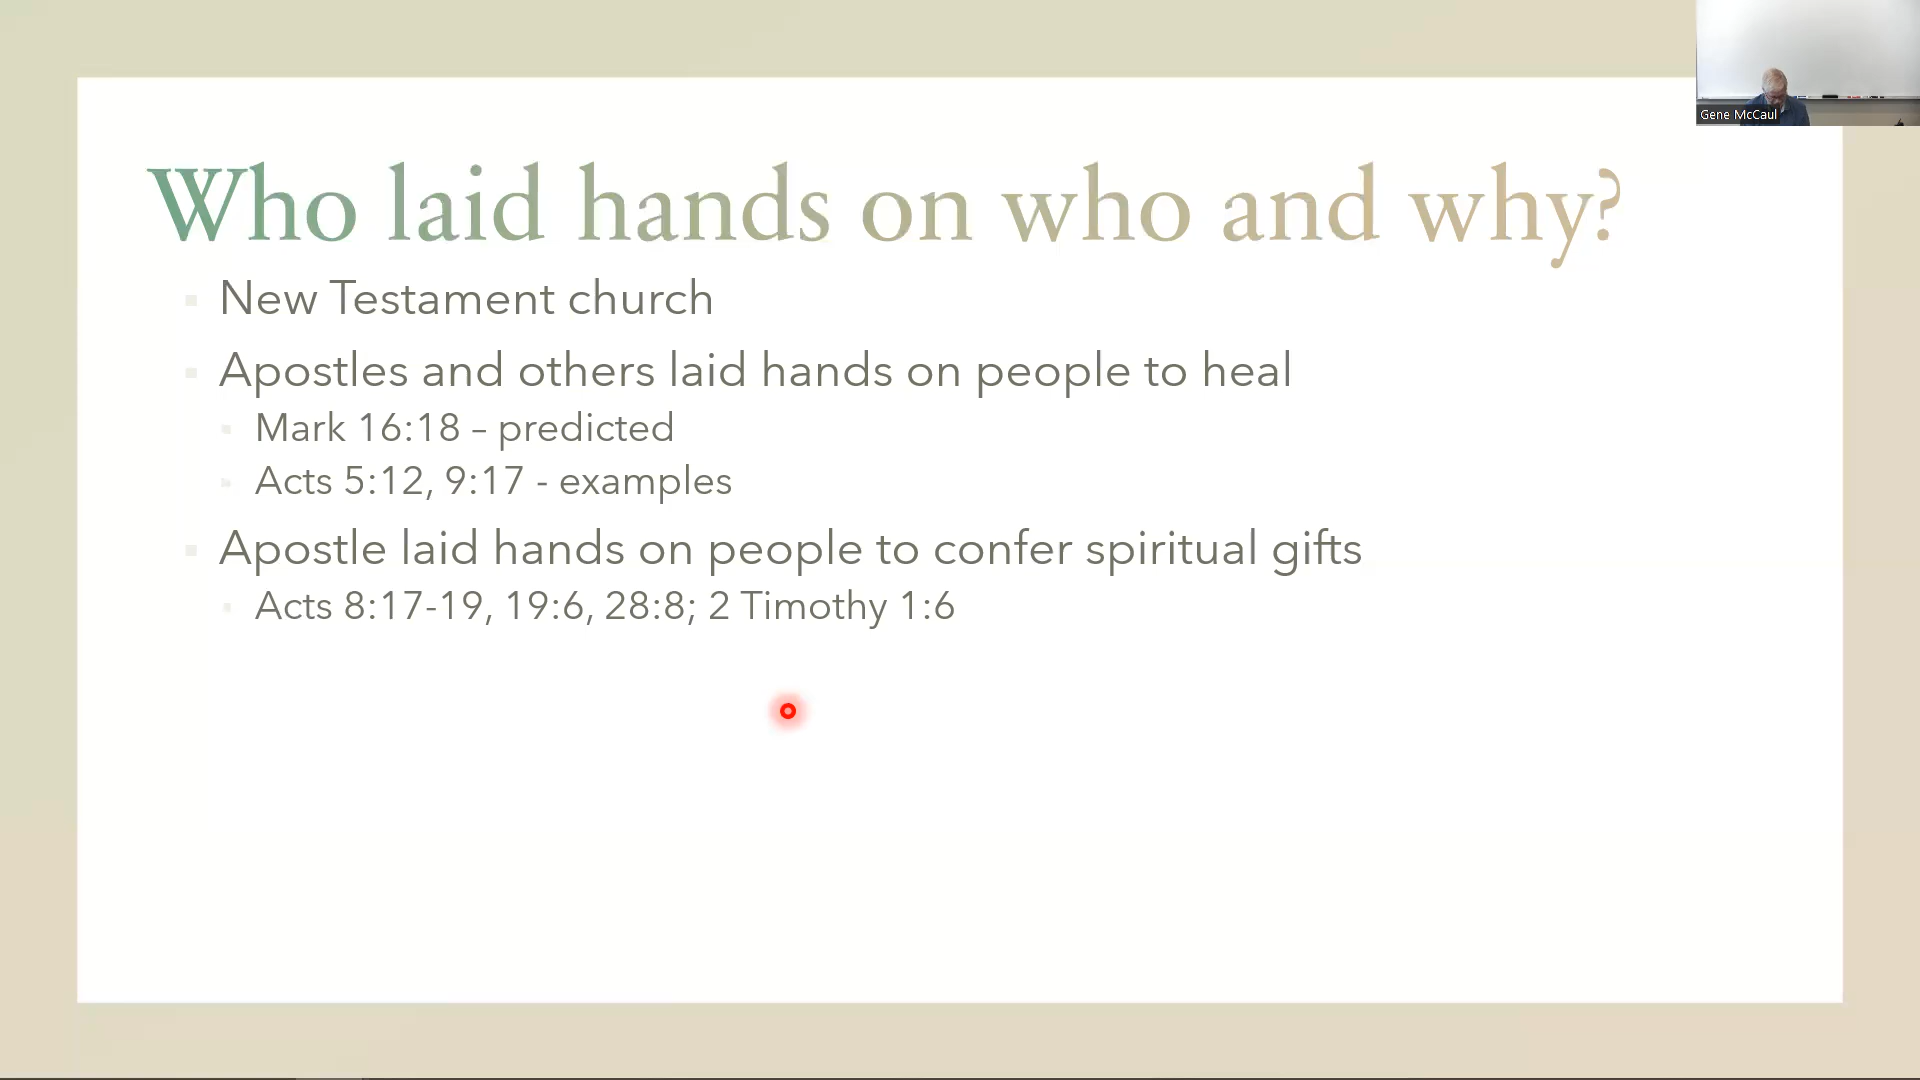 Gene McCaul
Who laid hands on who and why?
New Testament church
Apostles and others laid hands on people to heal
Mark 16:18 – predicted
Acts 5:12, 9:17 - examples
Apostle laid hands on people to confer spiritual gifts
Acts 8:17-19, 19:6, 28:8; 2 Timothy 1:6